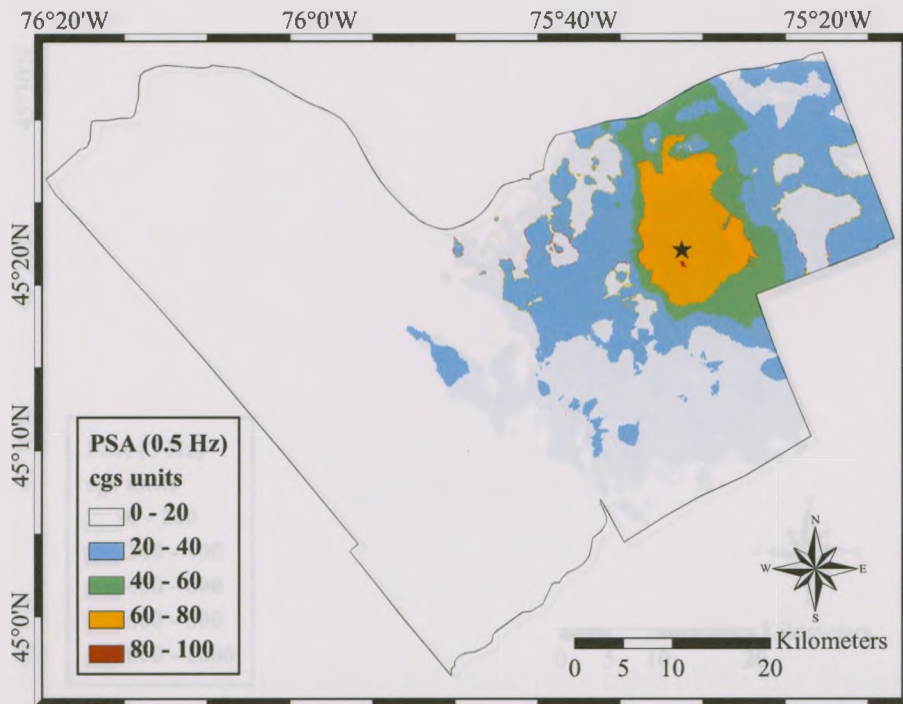 76°20'W 76°0'W 75°40'W 75°20'W
45°20'N
45°10'N
45°0'N
PSA (0.5 Hz)
cgs units
0 - 20
20 - 40
40 - 60
60 - 80
80 - 100
N
W E
S
Kilometers
0 5 10 20